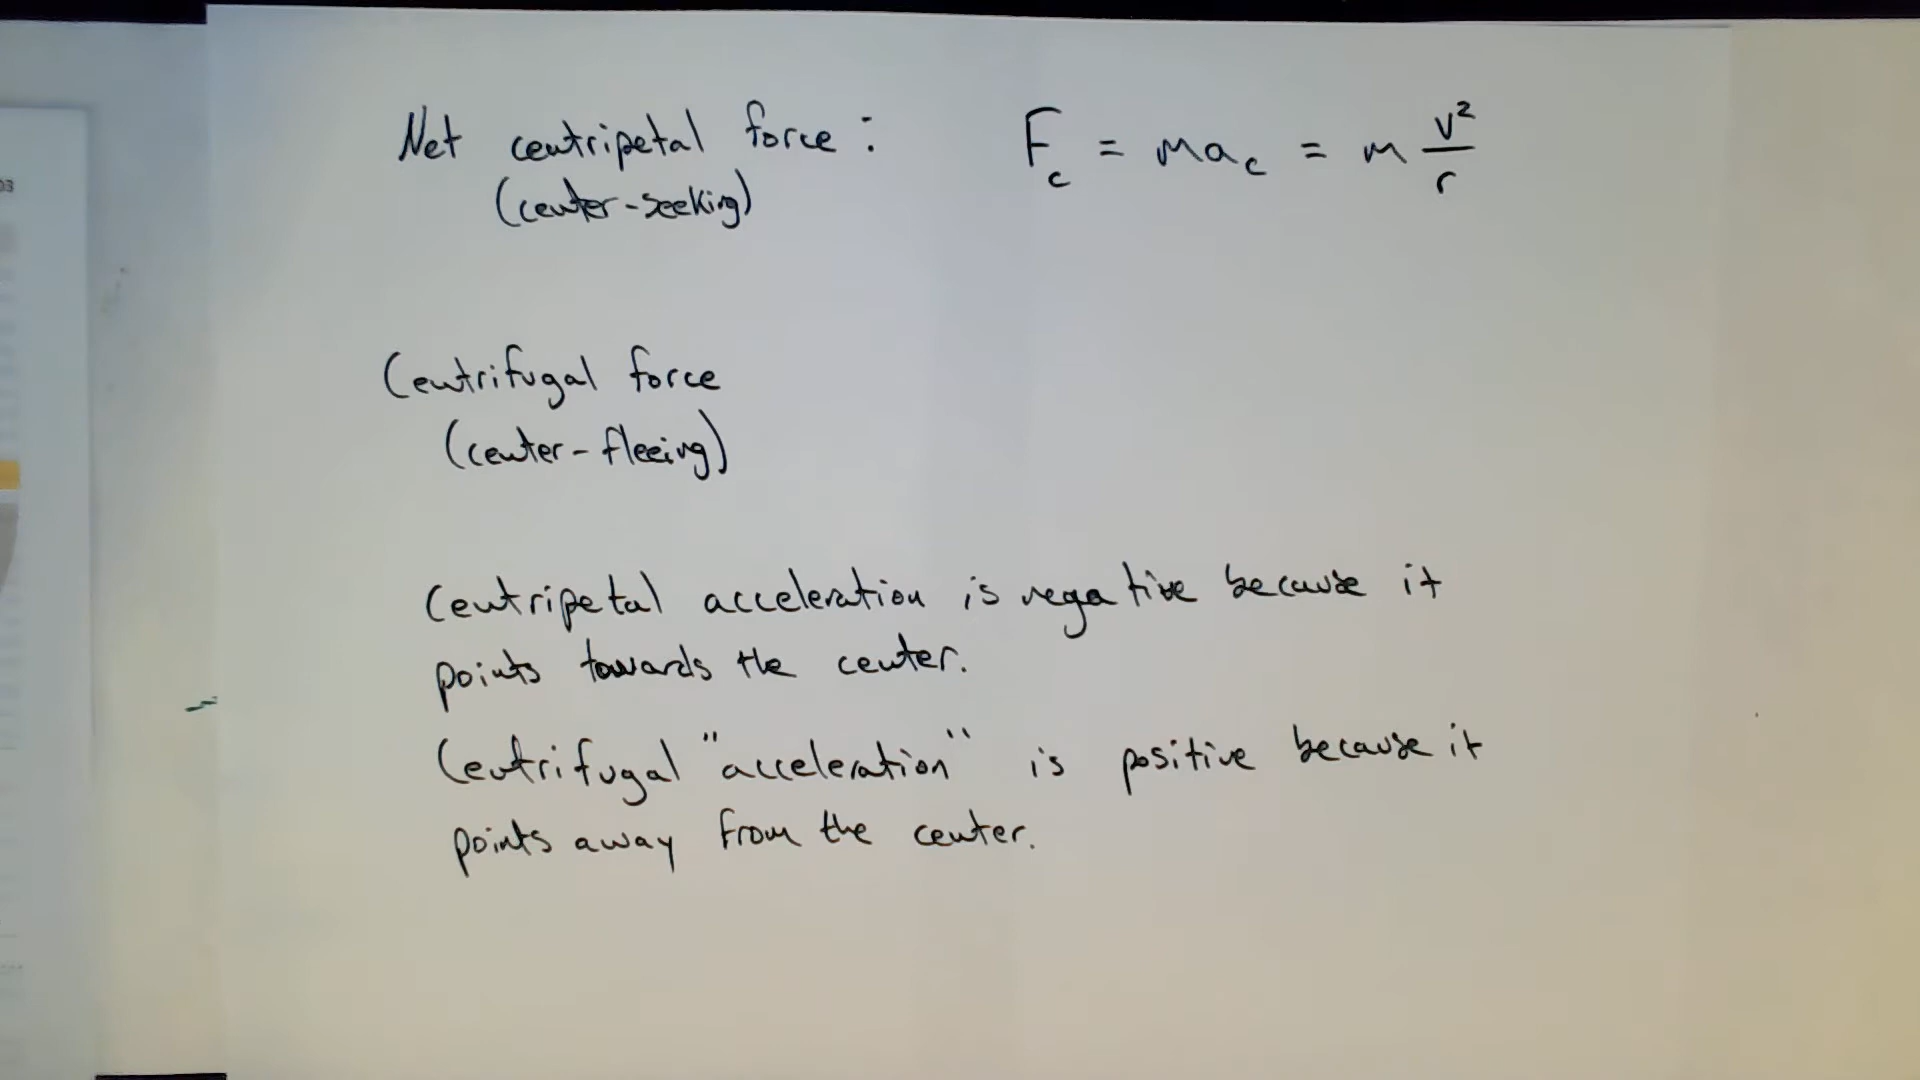 03
Net centripetal force : F_c = ma_c = m v²/r
(center-seeking)
Centrifugal force
(center-fleeing)
Centripetal acceleration is negative because it
points towards the center.
Centrifugal "acceleration" is positive because it
points away from the center.